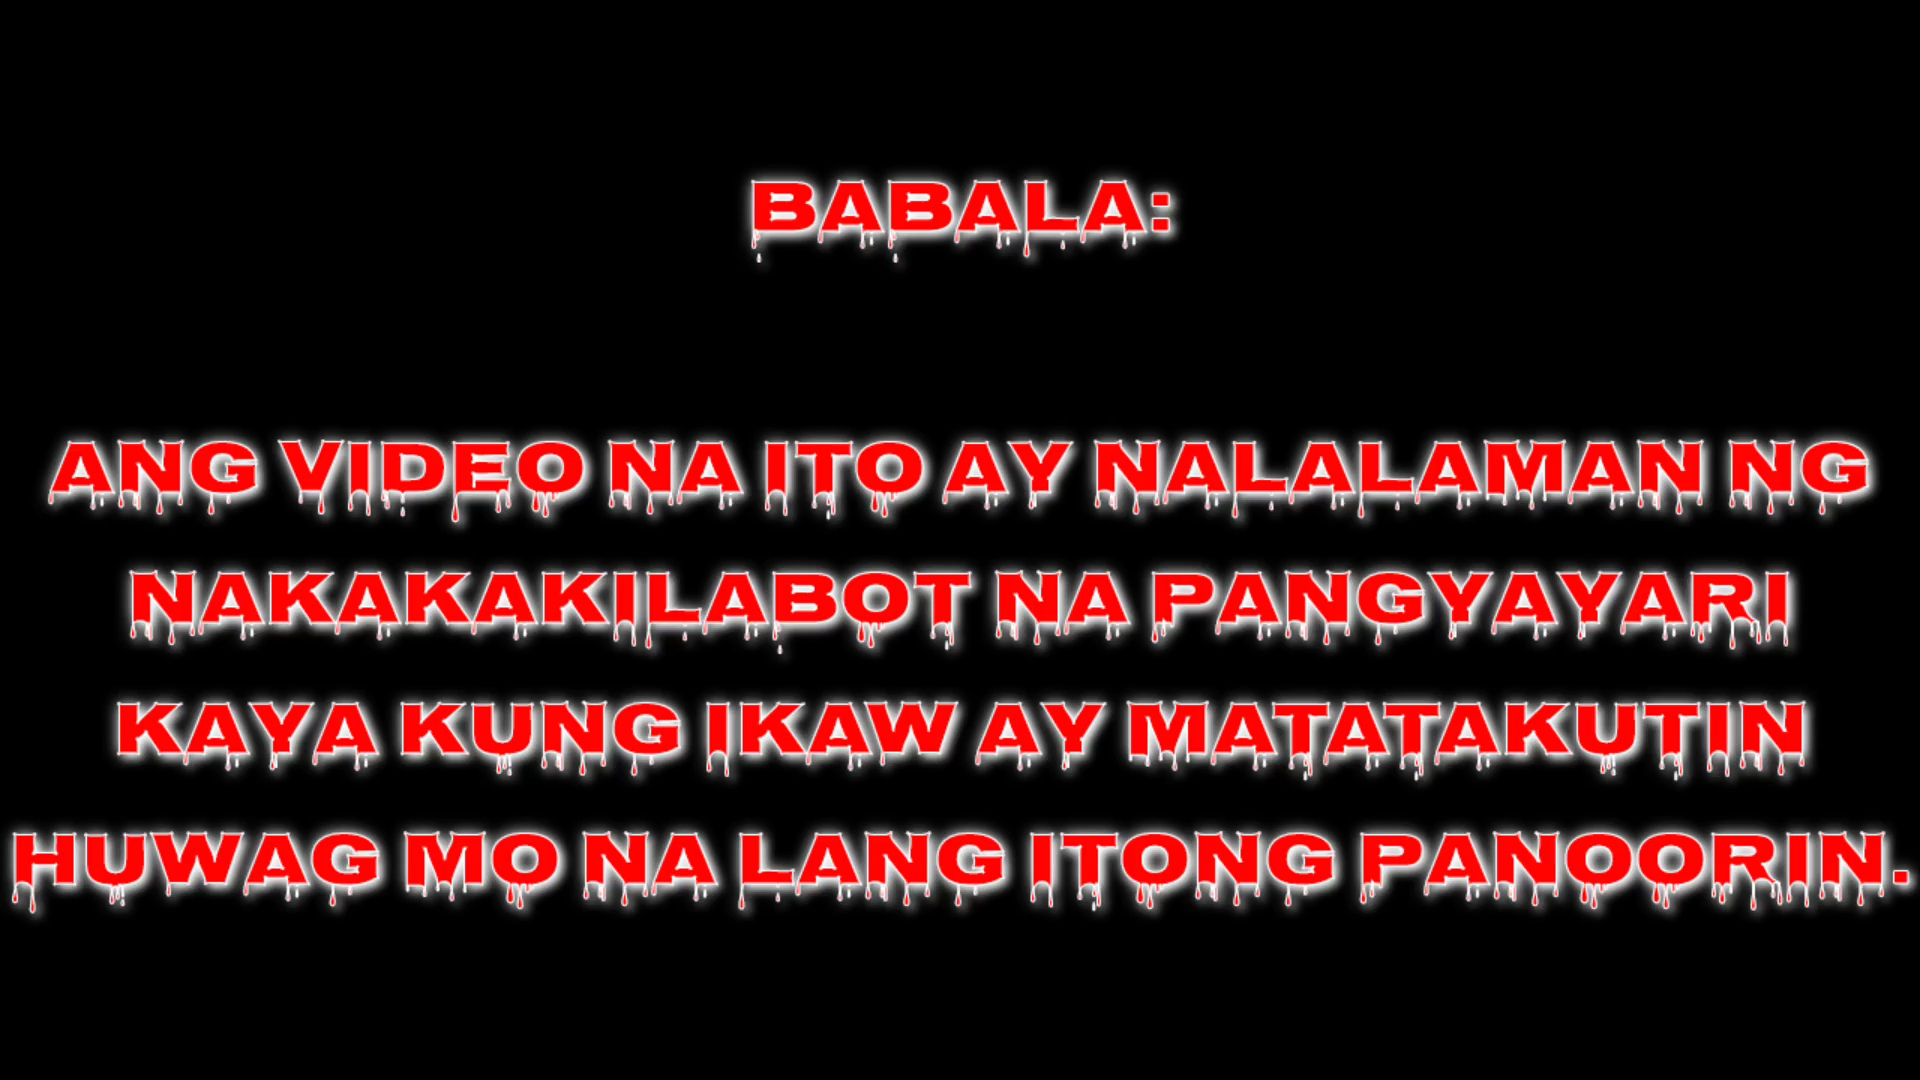 BABALA:
ANG VIDEO NA ITO AY NALALAMAN NG
NAKAKAKILABOT NA PANGYAYARI
KAYA KUNG IKAW AY MATATAKUTIN
HUWAG MO NA LANG ITONG PANOORIN.